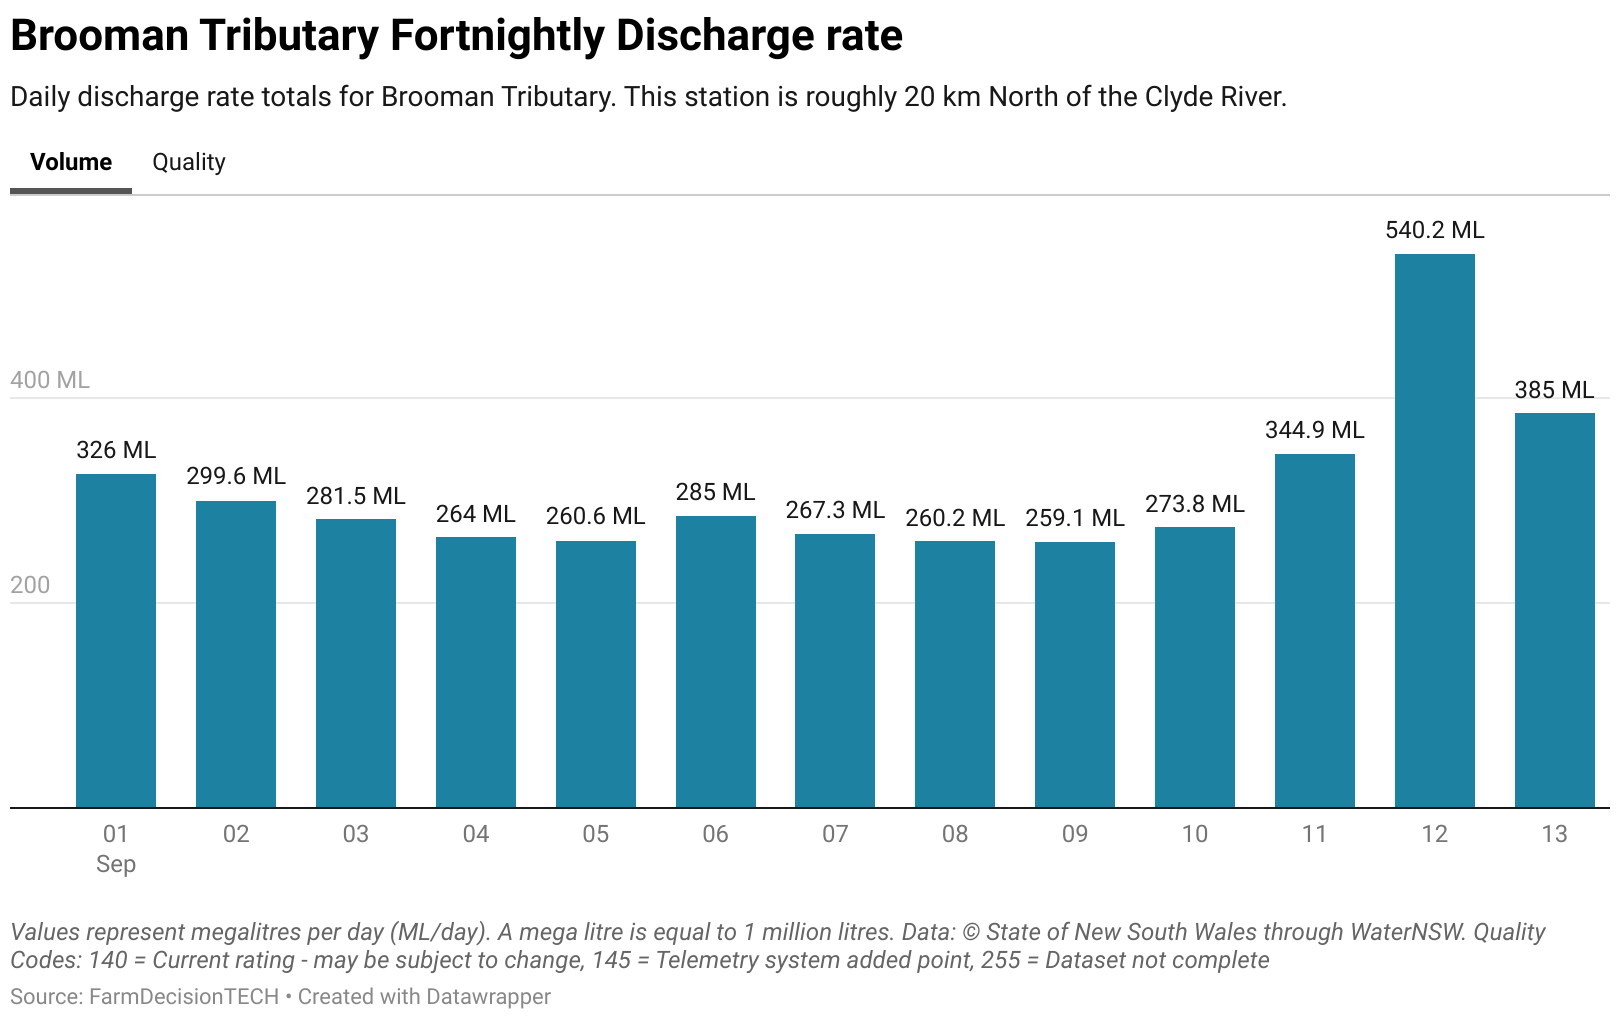 Brooman Tributary Fortnightly Discharge rate
Daily discharge rate totals for Brooman Tributary. This station is roughly 20 km North of the Clyde River.
Volume Quality
540.2 ML
400 ML
385 ML
344.9 ML
326 ML
299.6 ML
281.5 ML
285 ML
273.8 ML
267.3 ML
264 ML
260.6 ML
260.2 ML
259.1 ML
200
01 02 03 04 05 06 07 08 09 10 11 12 13
Sep
Values represent megalitres per day (ML/day). A mega litre is equal to 1 million litres. Data: © State of New South Wales through WaterNSW. Quality
Codes: 140 = Current rating - may be subject to change, 145 = Telemetry system added point, 255 = Dataset not complete
Source: FarmDecisionTECH • Created with Datawrapper